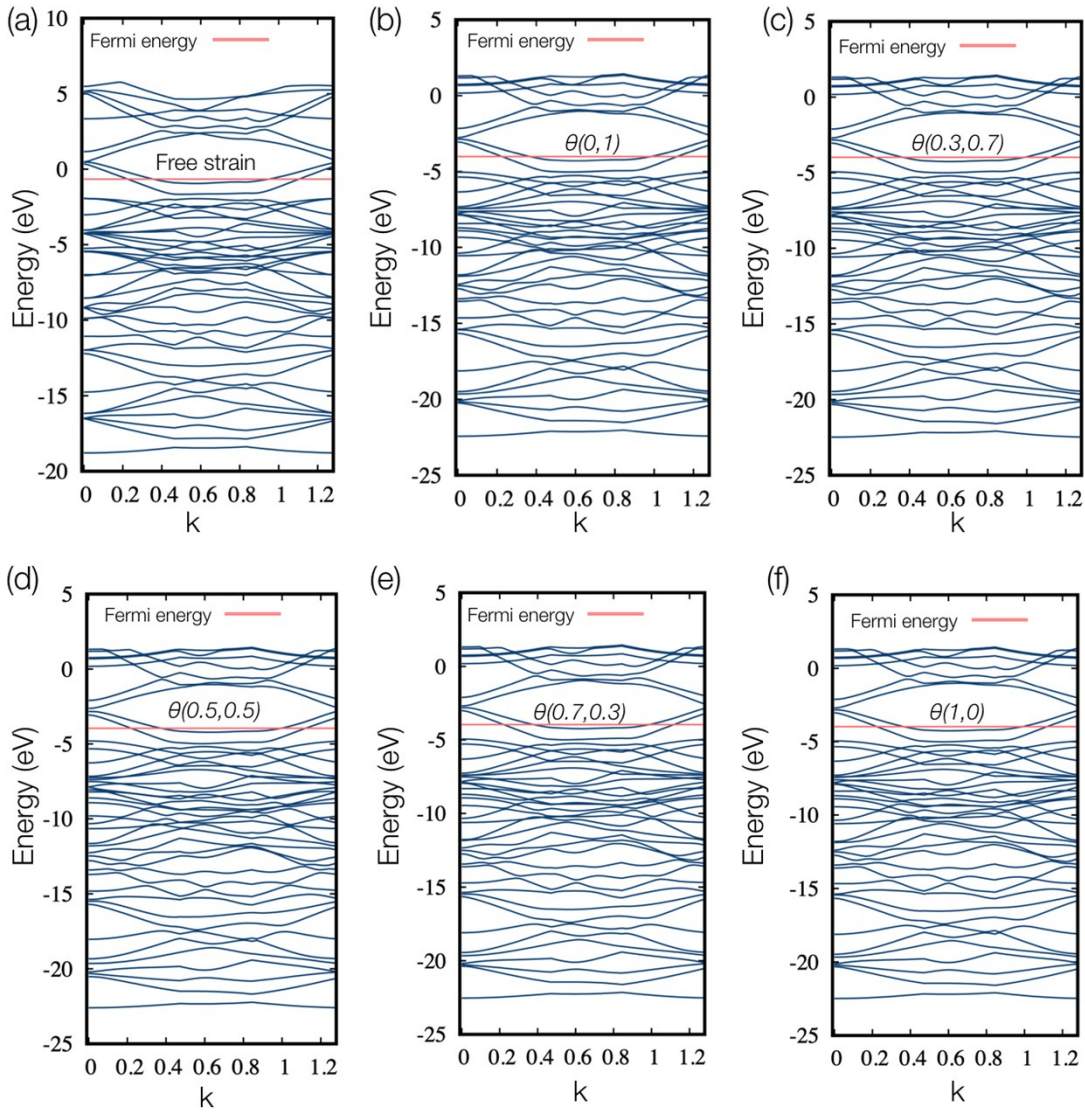 (a)
10
Fermi energy
5
0
Free strain
-5
-10
-15
-20
Energy (eV)
0 0.2 0.4 0.6 0.8 1 1.2
k
(b)
5
Fermi energy
0
θ(0,1)
-5
-10
-15
-20
-25
Energy (eV)
0 0.2 0.4 0.6 0.8 1 1.2
k
(c)
5
Fermi energy
0
θ(0.3,0.7)
-5
-10
-15
-20
-25
Energy (eV)
0 0.2 0.4 0.6 0.8 1 1.2
k
(d)
5
Fermi energy
0
θ(0.5,0.5)
-5
-10
-15
-20
-25
Energy (eV)
0 0.2 0.4 0.6 0.8 1 1.2
k
(e)
5
Fermi energy
0
θ(0.7,0.3)
-5
-10
-15
-20
-25
Energy (eV)
0 0.2 0.4 0.6 0.8 1 1.2
k
(f)
5
Fermi energy
0
θ(1,0)
-5
-10
-15
-20
-25
Energy (eV)
0 0.2 0.4 0.6 0.8 1 1.2
k